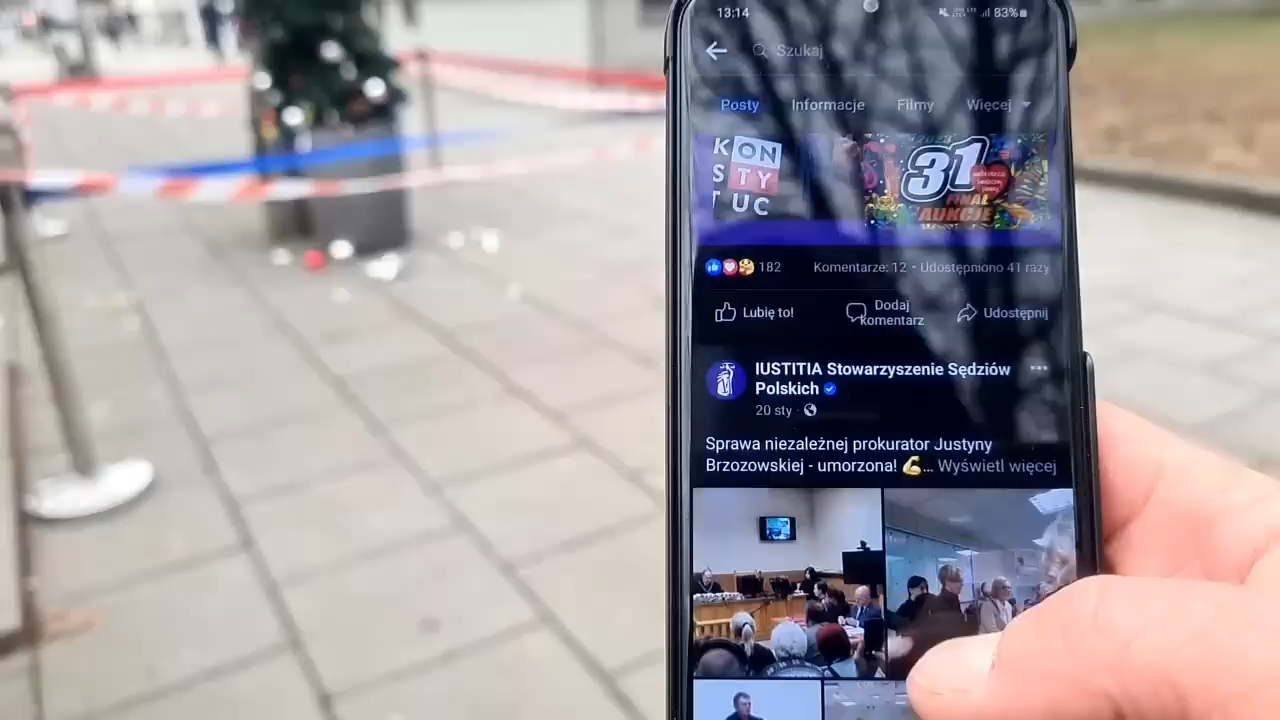 13:14
83%
Szukaj
Posty Informacje Filmy Więcej
KON
STY
TUC
31
FINAŁ
AUKCJE
182 Komentarze: 12 • Udostępniono 41 razy
Lubię to! Dodaj komentarz Udostępnij
IUSTITIA Stowarzyszenie Sędziów
Polskich
20 sty ·
Sprawa niezależnej prokurator Justyny
Brzozowskiej - umorzona! 💪… Wyświetl więcej